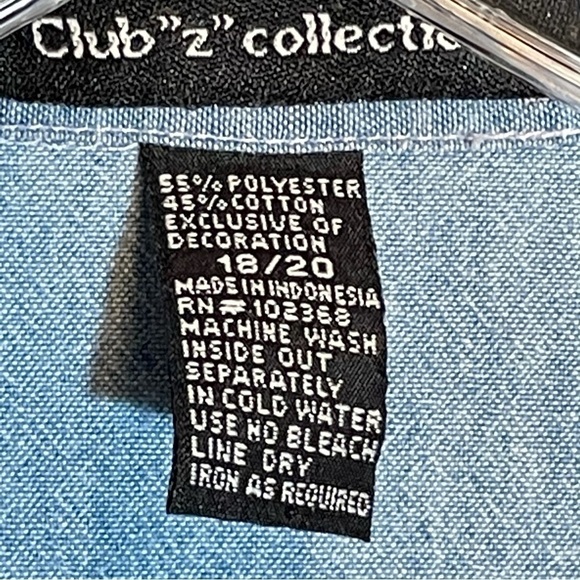 Club"z"collectio
55% POLYESTER
45% COTTON
EXCLUSIVE OF
DECORATION
18/20
MADE IN INDONESIA
RN#102368
MACHINE WASH
INSIDE OUT
SEPARATELY
IN COLD WATER
USE NO BLEACH
LINE DRY
IRON AS REQUIRED